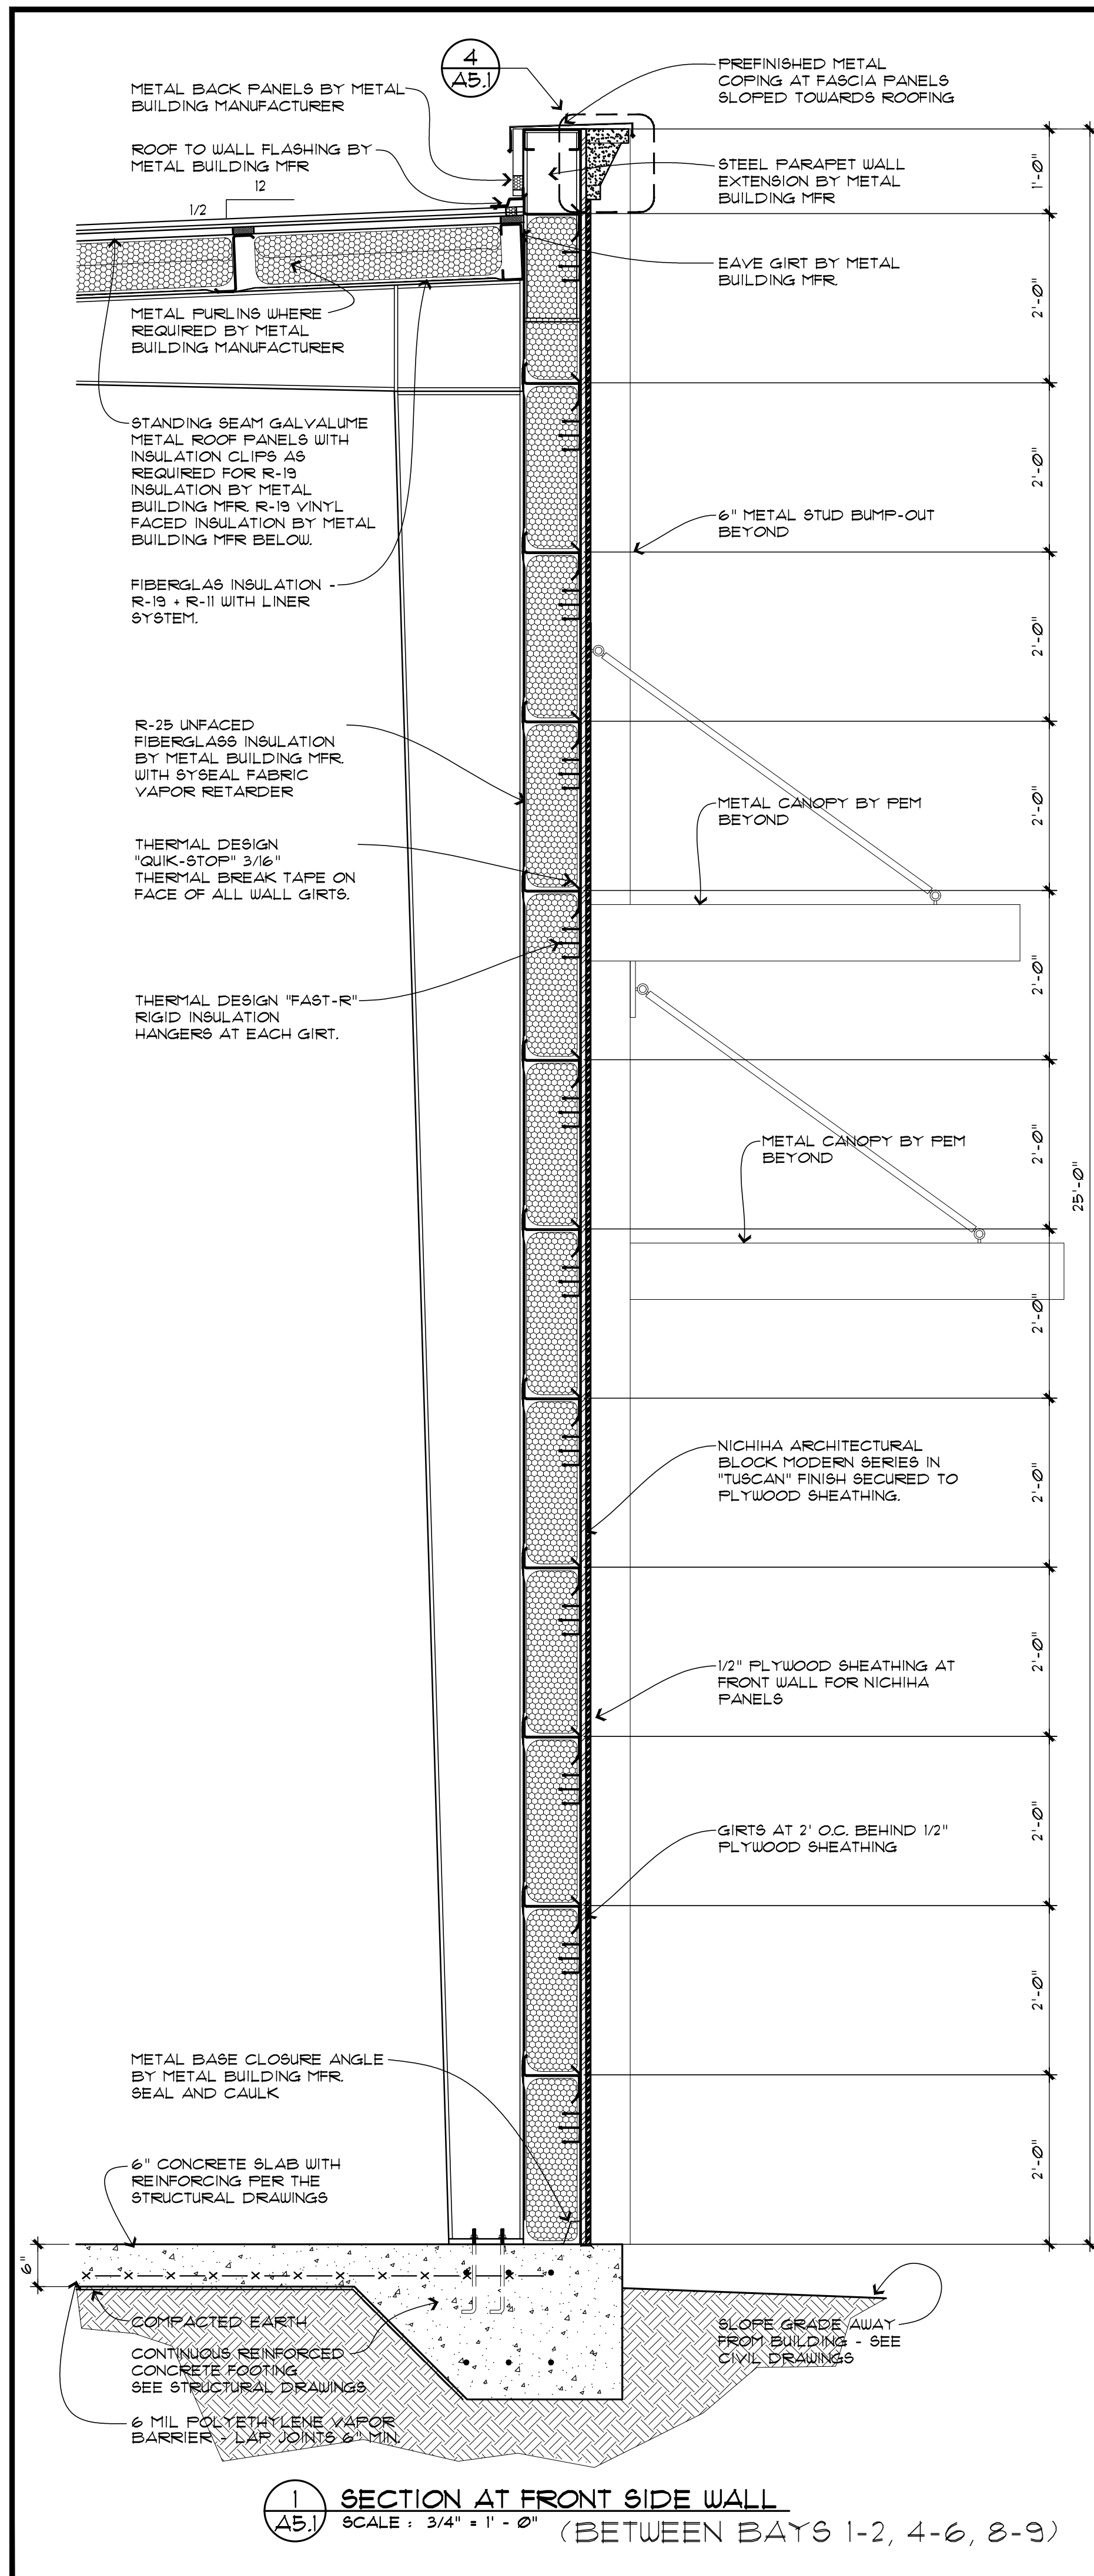 4
A5.1
METAL BACK PANELS BY METAL
BUILDING MANUFACTURER
ROOF TO WALL FLASHING BY
METAL BUILDING MFR
12
1/2
METAL PURLINS WHERE
REQUIRED BY METAL
BUILDING MANUFACTURER
STANDING SEAM GALVALUME
METAL ROOF PANELS WITH
INSULATION CLIPS AS
REQUIRED FOR R-19
INSULATION BY METAL
BUILDING MFR. R-19 VINYL
FACED INSULATION BY METAL
BUILDING MFR BELOW.
FIBERGLAS INSULATION -
R-19 + R-11 WITH LINER
SYSTEM.
R-25 UNFACED
FIBERGLASS INSULATION
BY METAL BUILDING MFR.
WITH SYSEAL FABRIC
VAPOR RETARDER
THERMAL DESIGN
"QUIK-STOP" 3/16"
THERMAL BREAK TAPE ON
FACE OF ALL WALL GIRTS.
THERMAL DESIGN "FAST-R"
RIGID INSULATION
HANGERS AT EACH GIRT.
METAL BASE CLOSURE ANGLE
BY METAL BUILDING MFR.
SEAL AND CAULK
6" CONCRETE SLAB WITH
REINFORCING PER THE
STRUCTURAL DRAWINGS
6"
COMPACTED EARTH
CONTINUOUS REINFORCED
CONCRETE FOOTING
SEE STRUCTURAL DRAWINGS
6 MIL POLYETHYLENE VAPOR
BARRIER - LAP JOINTS 6" MIN.
PREFINISHED METAL
COPING AT FASCIA PANELS
SLOPED TOWARDS ROOFING
STEEL PARAPET WALL
EXTENSION BY METAL
BUILDING MFR
EAVE GIRT BY METAL
BUILDING MFR.
6" METAL STUD BUMP-OUT
BEYOND
METAL CANOPY BY PEM
BEYOND
METAL CANOPY BY PEM
BEYOND
NICHIHA ARCHITECTURAL
BLOCK MODERN SERIES IN
"TUSCAN" FINISH SECURED TO
PLYWOOD SHEATHING.
1/2" PLYWOOD SHEATHING AT
FRONT WALL FOR NICHIHA
PANELS
GIRTS AT 2' O.C. BEHIND 1/2"
PLYWOOD SHEATHING
SLOPE GRADE AWAY
FROM BUILDING - SEE
CIVIL DRAWINGS
1'-0"
2'-0"
2'-0"
2'-0"
2'-0"
2'-0"
2'-0"
2'-0"
2'-0"
2'-0"
2'-0"
2'-0"
2'-0"
25'-0"
1
A5.1
SECTION AT FRONT SIDE WALL
SCALE : 3/4" = 1' - 0"
(BETWEEN BAYS 1-2, 4-6, 8-9)